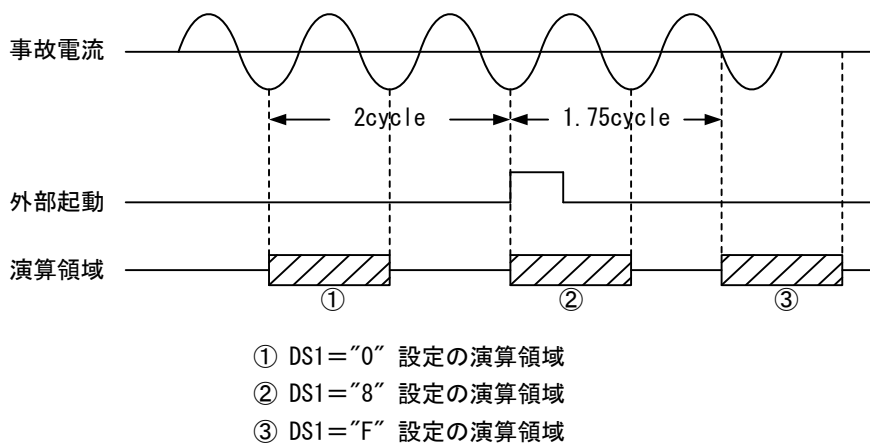 事故電流
2cycle
1.75cycle
外部起動
演算領域
①
②
③
① DS1＝"0" 設定の演算領域
② DS1＝"8" 設定の演算領域
③ DS1＝"F" 設定の演算領域